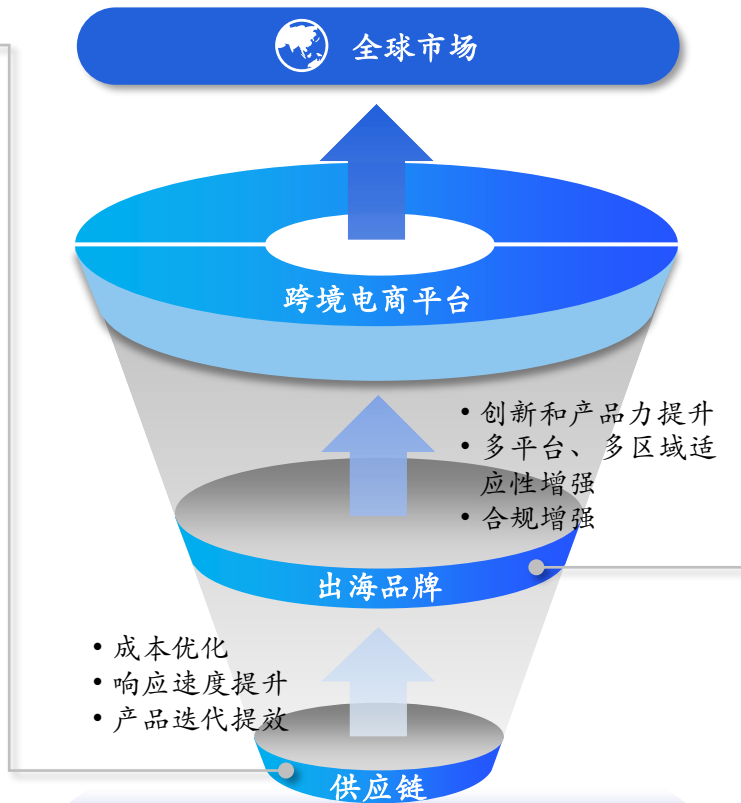 全球市场
跨境电商平台
• 创新和产品力提升
• 多平台、多区域适
应性增强
• 合规增强
出海品牌
• 成本优化
• 响应速度提升
• 产品迭代提效
供应链